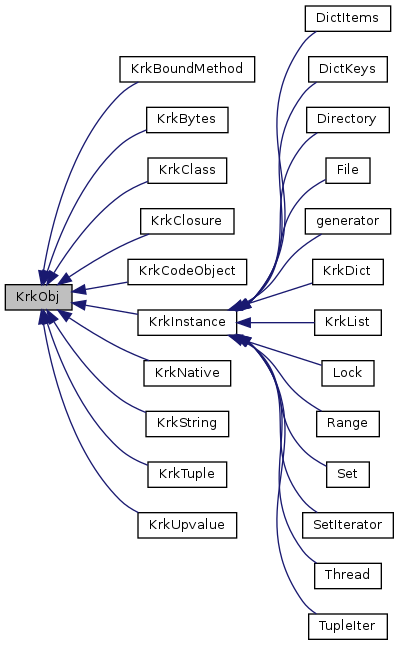 KrkObj
KrkBoundMethod
KrkBytes
KrkClass
KrkClosure
KrkCodeObject
KrkInstance
KrkNative
KrkString
KrkTuple
KrkUpvalue
DictItems
DictKeys
Directory
File
generator
KrkDict
KrkList
Lock
Range
Set
SetIterator
Thread
TupleIter